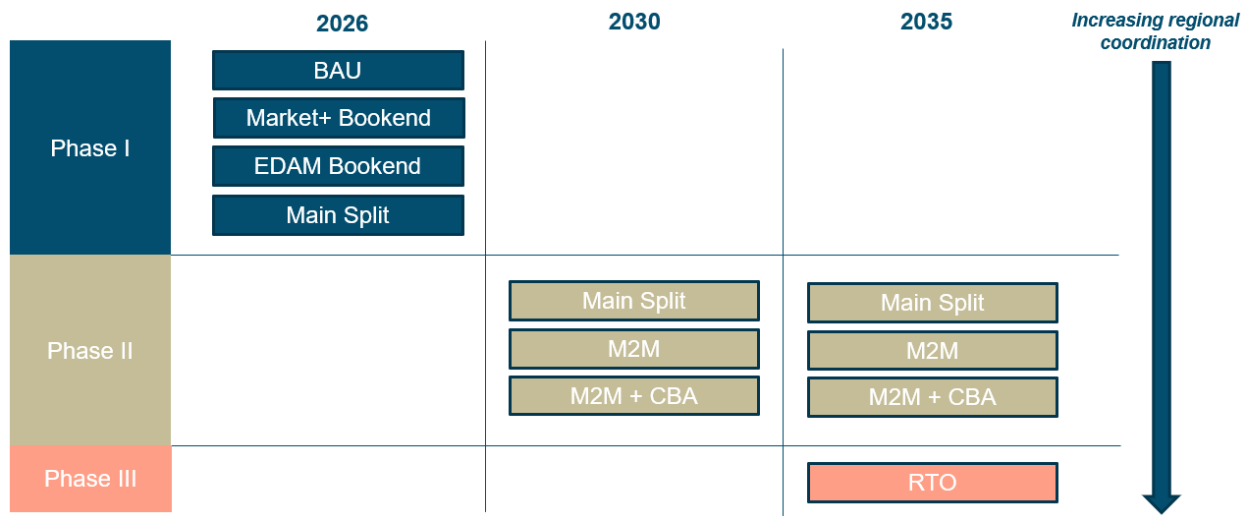 2026
2030
2035
Increasing regional
coordination
Phase I
BAU
Market+ Bookend
EDAM Bookend
Main Split
Phase II
Main Split
Main Split
M2M
M2M
M2M + CBA
M2M + CBA
Phase III
RTO